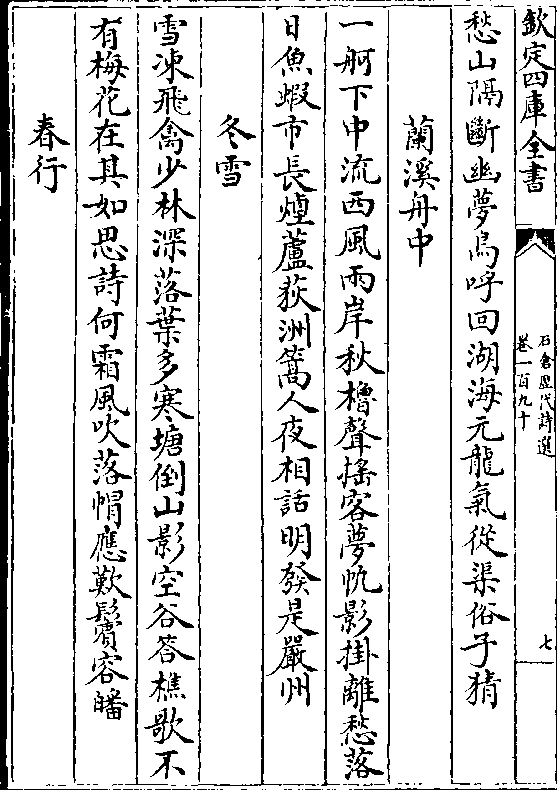 欽定四庫全書
石倉歴代詩選
卷一百九十
七
愁山隔斷幽夢鳥呼回湖海元龍氣從渠俗子猜
蘭溪舟中
一舸下中流西風兩岸秋櫓聲揺客夢帆影掛離愁落
日魚蝦市長煙蘆荻洲篙人夜相話明發是嚴州
冬雪
雪凍飛禽少林深落葉多寒塘倒山影空谷答樵歌不
有梅花在其如思詩何霜風吹落帽應歎鬢容皤
春行